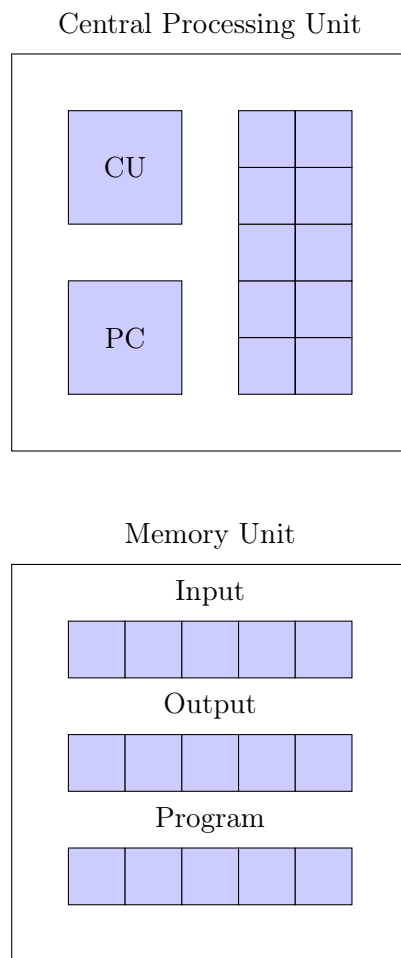 Central Processing Unit
CU
PC
Memory Unit
Input
Output
Program